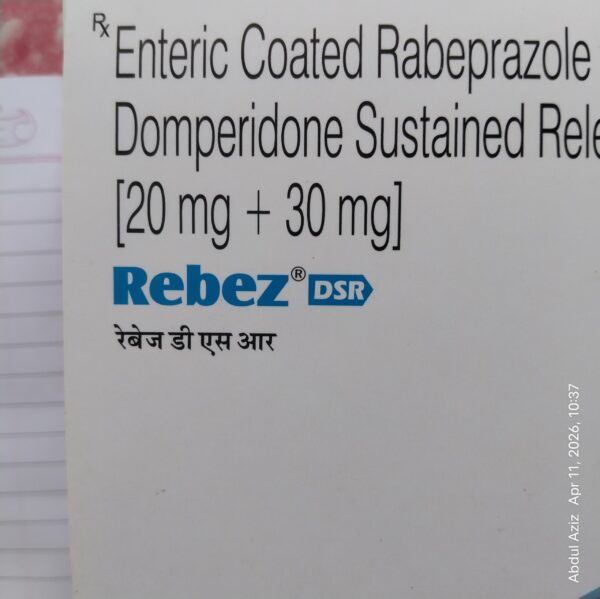 Rx Enteric Coated Rabeprazole
Domperidone Sustained
[20 mg + 30 mg]
Rebez® DSR
रेबेज डी एस आर
Abdul Aziz Apr 11, 2026, 10:37